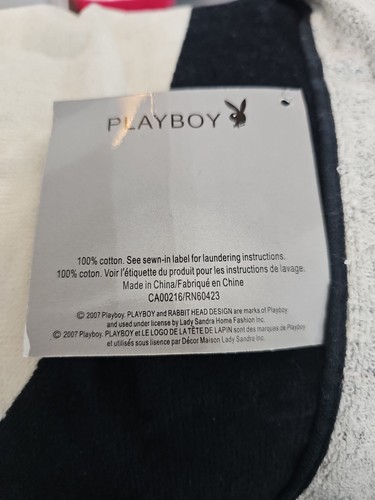 PLAYBOY
100% cotton. See sewn-in label for laundering instructions.
100% coton. Voir l'étiquette du produit pour les instructions de lavage.
Made in China/Fabriqué en Chine
CA00216/RN60423
© 2007 Playboy. PLAYBOY and RABBIT HEAD DESIGN are marks of Playboy
and used under license by Lady Sandra Home Fashion Inc.
© 2007 Playboy. PLAYBOY et LE LOGO DE LA TÊTE DE LAPIN sont des marques de Playboy
et utilisés sous licence par Décor Maison Lady Sandra Inc.